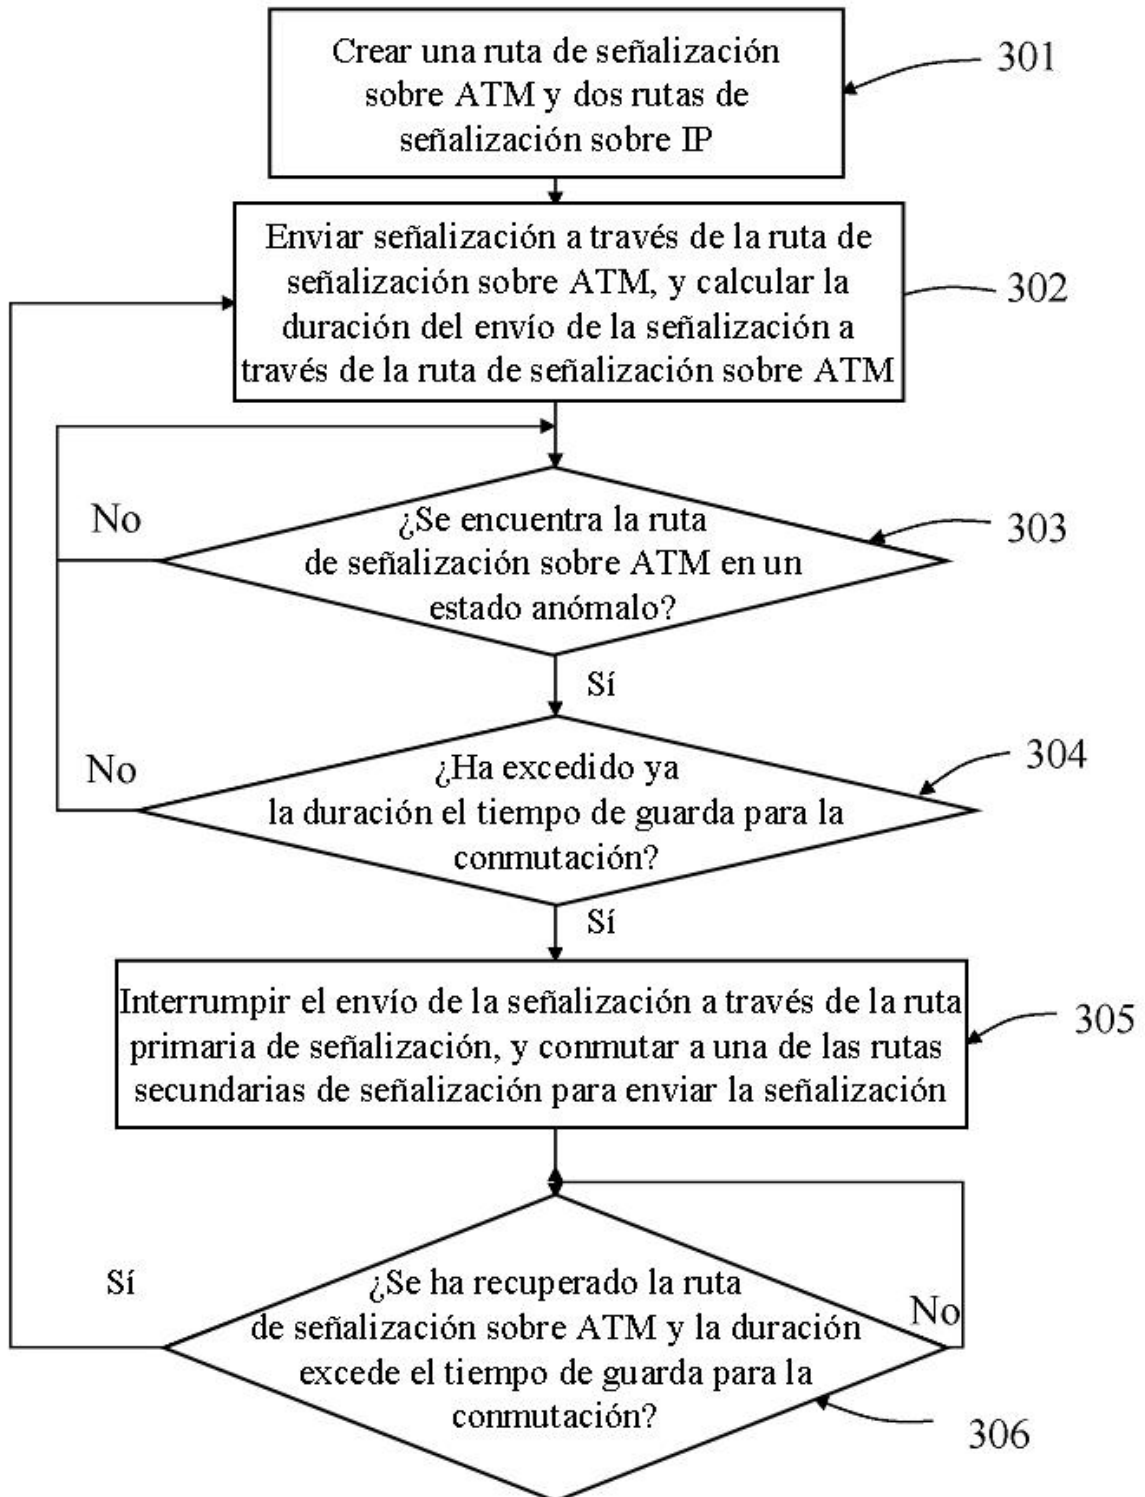 Crear una ruta de señalización
sobre ATM y dos rutas de
señalización sobre IP
301
Enviar señalización a través de la ruta de
señalización sobre ATM, y calcular la
duración del envío de la señalización a
través de la ruta de señalización sobre ATM
302
No
¿Se encuentra la ruta
de señalización sobre ATM en un
estado anómalo?
303
Sí
No
¿Ha excedido ya
la duración el tiempo de guarda para la
conmutación?
304
Sí
Interrumpir el envío de la señalización a través de la ruta
primaria de señalización, y conmutar a una de las rutas
secundarias de señalización para enviar la señalización
305
Sí
¿Se ha recuperado la ruta
de señalización sobre ATM y la duración
excede el tiempo de guarda para la
conmutación?
No
306